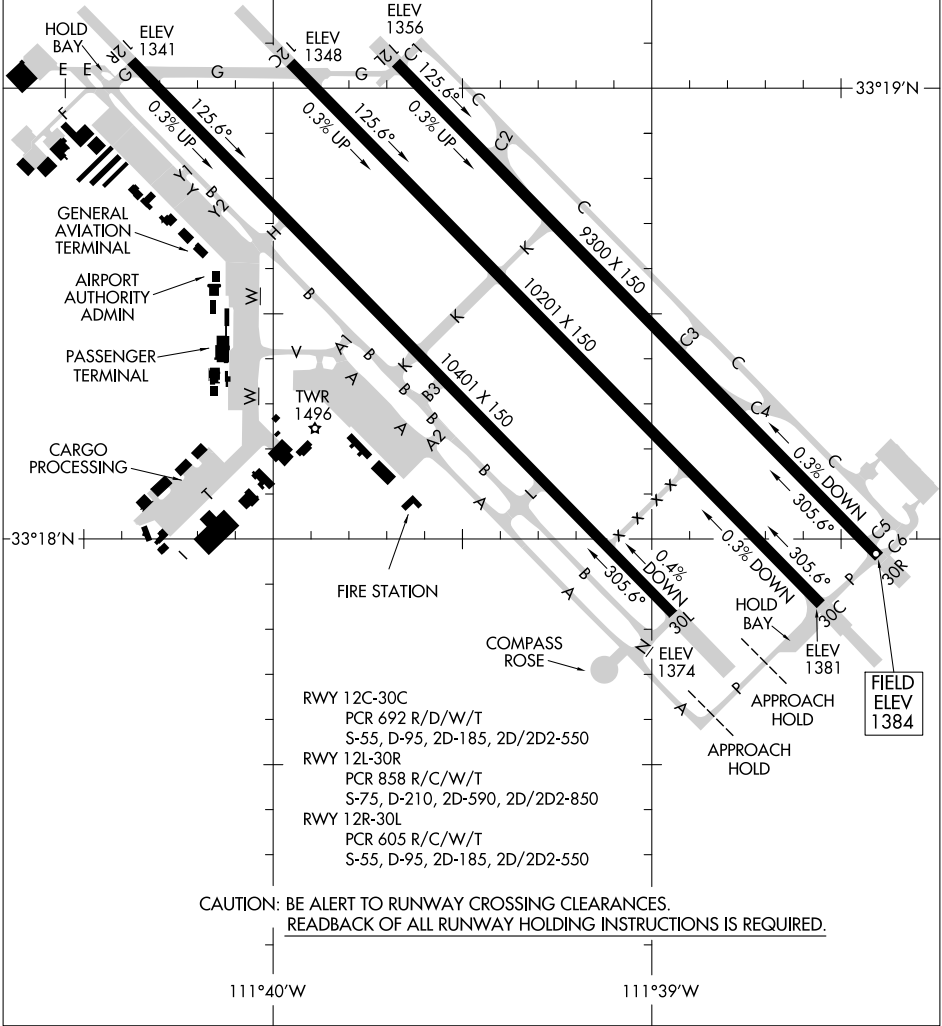 HOLD
BAY
12R
ELEV
1341
12C
ELEV
1348
ELEV
1356
12L
C1
E
E
G
G
G
33°19'N
F
0.3% UP
125.6°
0.3% UP
125.6°
0.3% UP
125.6°
C
C2
Y1
Y
B
Y2
GENERAL
AVIATION
TERMINAL
H
C
K
9300 X 150
AIRPORT
AUTHORITY
ADMIN
W
B
10201 X 150
K
C3
PASSENGER
TERMINAL
V
A1
B
A
K
10401 X 150
C
W
TWR
1496
B
B3
B
A
A2
C4
CARGO
PROCESSING
C
T
B
A
L
X
X
X
X
0.3% DOWN
305.6°
C5
C6
30R
33°18'N
FIRE STATION
0.4%
DOWN
305.6°
0.3% DOWN
305.6°
P
B
A
HOLD
BAY
30C
30L
COMPASS
ROSE
N
ELEV
1374
ELEV
1381
FIELD
ELEV
1384
P
A
APPROACH
HOLD
APPROACH
HOLD
RWY 12C-30C
PCR 692 R/D/W/T
S-55, D-95, 2D-185, 2D/2D2-550
RWY 12L-30R
PCR 858 R/C/W/T
S-75, D-210, 2D-590, 2D/2D2-850
RWY 12R-30L
PCR 605 R/C/W/T
S-55, D-95, 2D-185, 2D/2D2-550
CAUTION: BE ALERT TO RUNWAY CROSSING CLEARANCES.
READBACK OF ALL RUNWAY HOLDING INSTRUCTIONS IS REQUIRED.
111°40'W
111°39'W